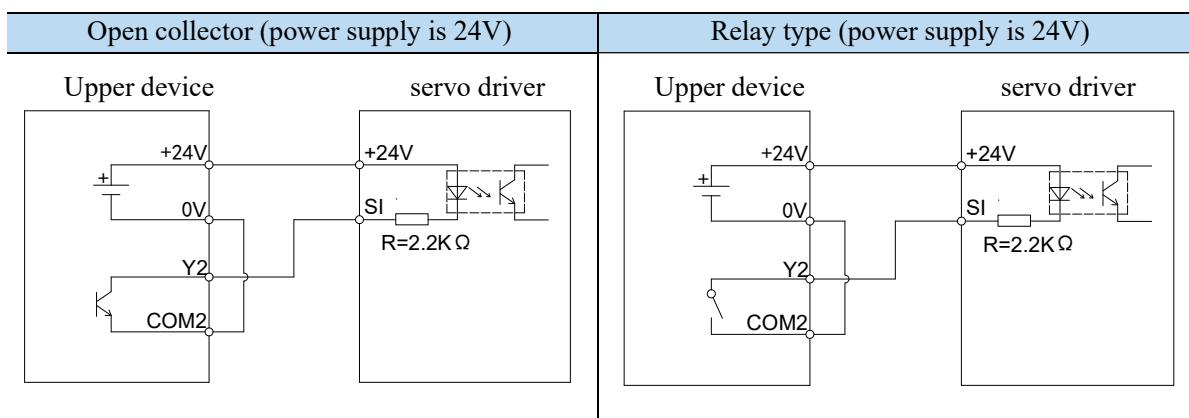 Open collector (power supply is 24V)
Relay type (power supply is 24V)
Upper device
servo driver
+24V
+24V
+
0V
SI
R=2.2KΩ
Y2
COM2
Upper device
servo driver
+24V
+24V
+
0V
SI
R=2.2KΩ
Y2
COM2